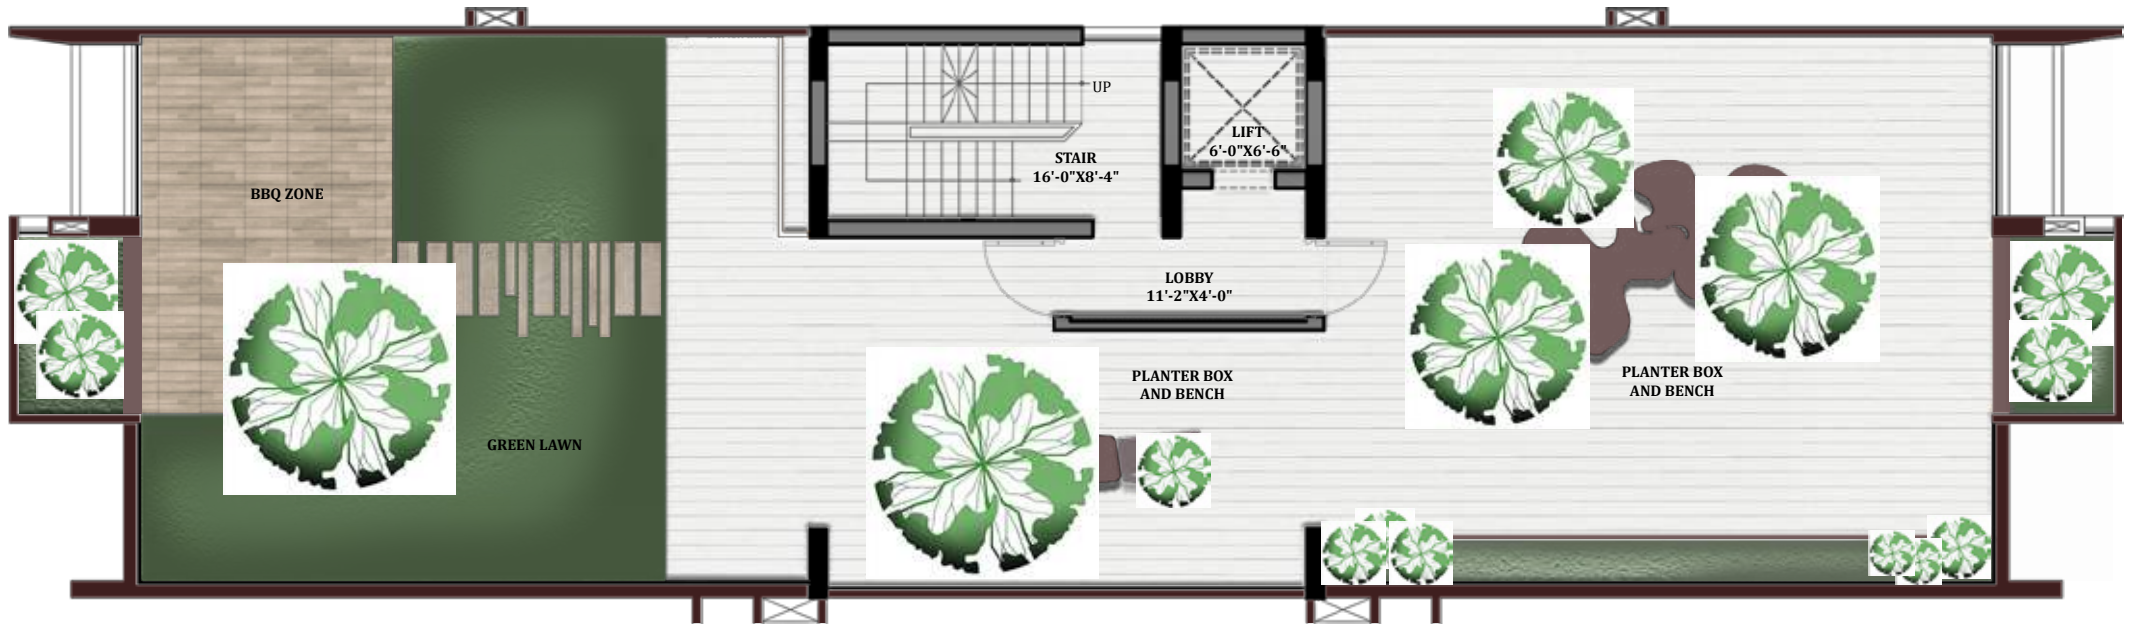 UP
LIFT
6'-0"X6'-6"
STAIR
16'-0"X8'-4"
BBQ ZONE
LOBBY
11'-2"X4'-0"
PLANTER BOX
AND BENCH
PLANTER BOX
AND BENCH
GREEN LAWN